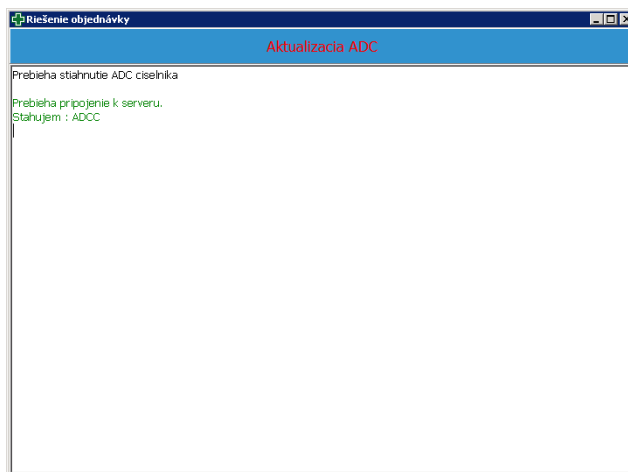 Riešenie objednávky
Aktualizacia ADC
Prebieha stiahnutie ADC ciselnika
Prebieha pripojenie k serveru.
Stahujem : ADCC